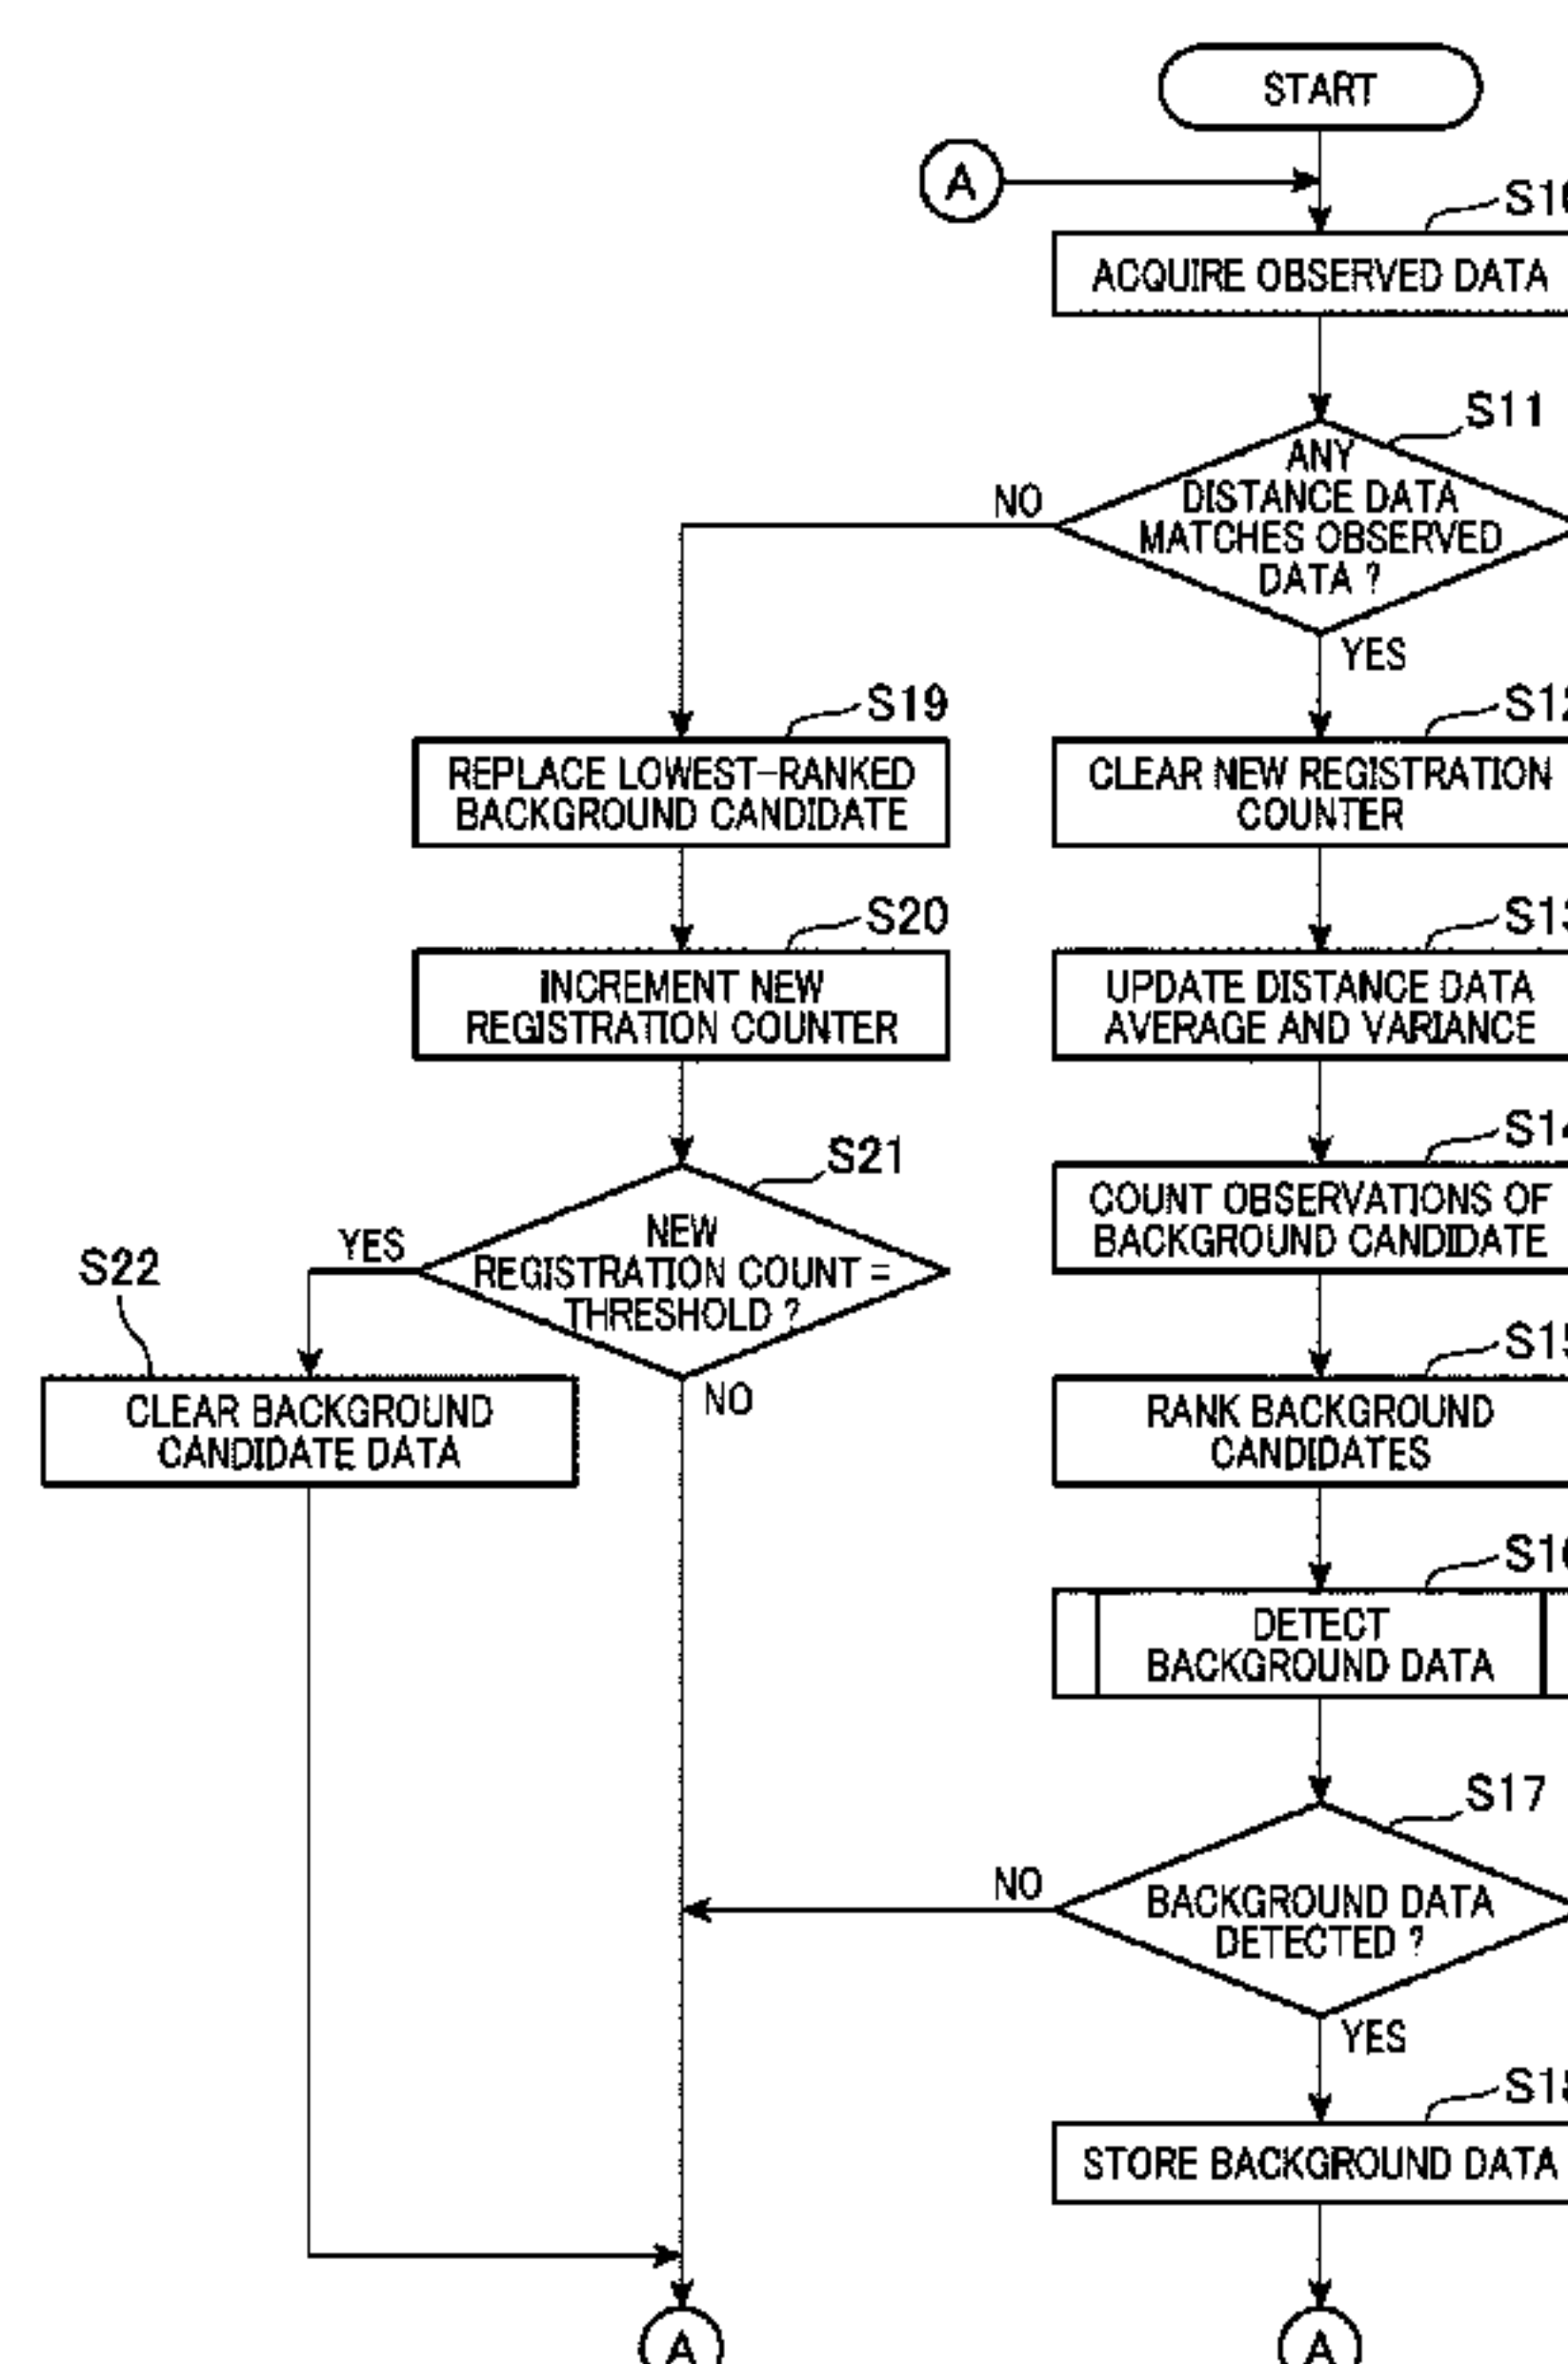 START
A
S10
ACQUIRE OBSERVED DATA
S11
ANY
DISTANCE DATA
MATCHES OBSERVED
DATA ?
NO
YES
S19
REPLACE LOWEST-RANKED
BACKGROUND CANDIDATE
S12
CLEAR NEW REGISTRATION
COUNTER
S20
INCREMENT NEW
REGISTRATION COUNTER
S13
UPDATE DISTANCE DATA
AVERAGE AND VARIANCE
S21
NEW
REGISTRATION COUNT =
THRESHOLD ?
YES
NO
S14
COUNT OBSERVATIONS OF
BACKGROUND CANDIDATE
S22
CLEAR BACKGROUND
CANDIDATE DATA
S15
RANK BACKGROUND
CANDIDATES
S16
DETECT
BACKGROUND DATA
S17
BACKGROUND DATA
DETECTED ?
NO
YES
S18
STORE BACKGROUND DATA
A
A